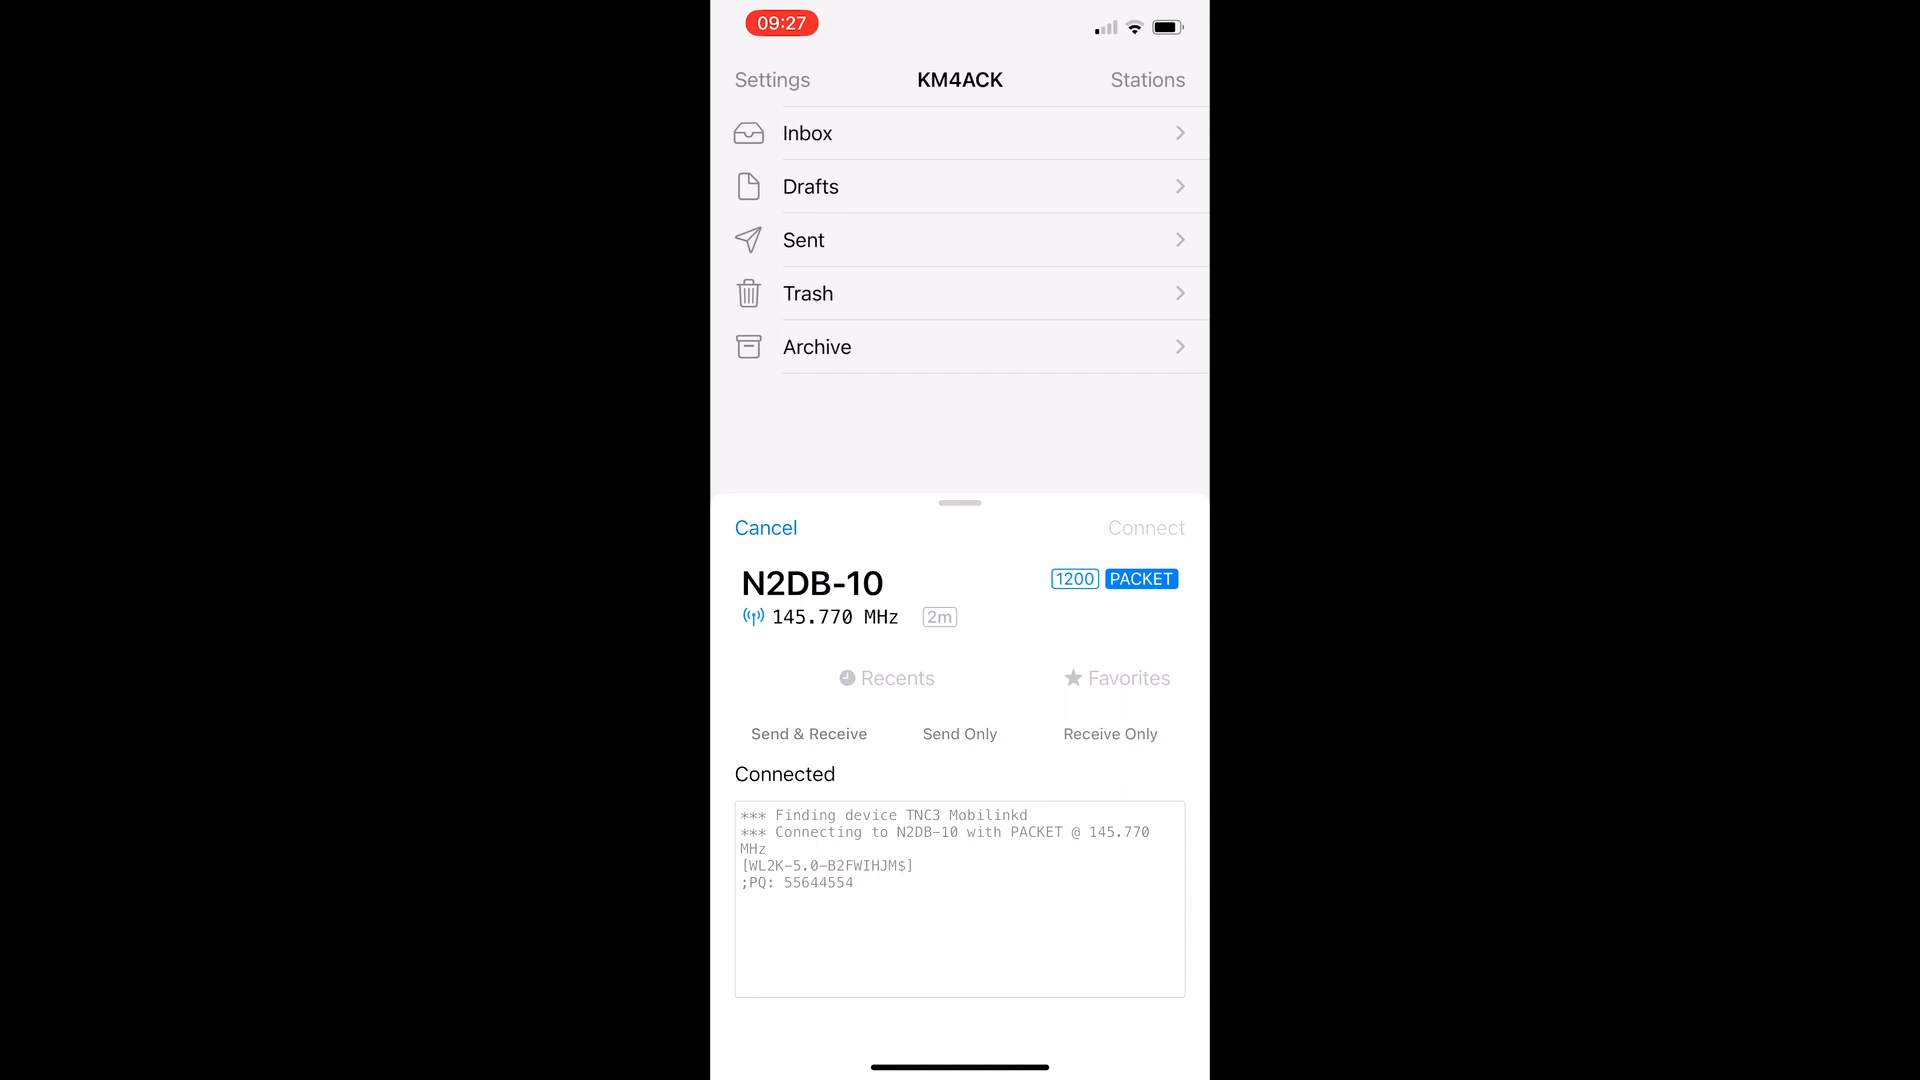 09:27
Settings KM4ACK Stations
Inbox
Drafts
Sent
Trash
Archive
Cancel Connect
N2DB-10 1200 PACKET
145.770 MHz 2m
Recents Favorites
Send & Receive Send Only Receive Only
Connected
*** Finding device TNC3 Mobilinkd
*** Connecting to N2DB-10 with PACKET @ 145.770
MHz
[WL2K-5.0-B2FWIHJM$]
;PQ: 55644554